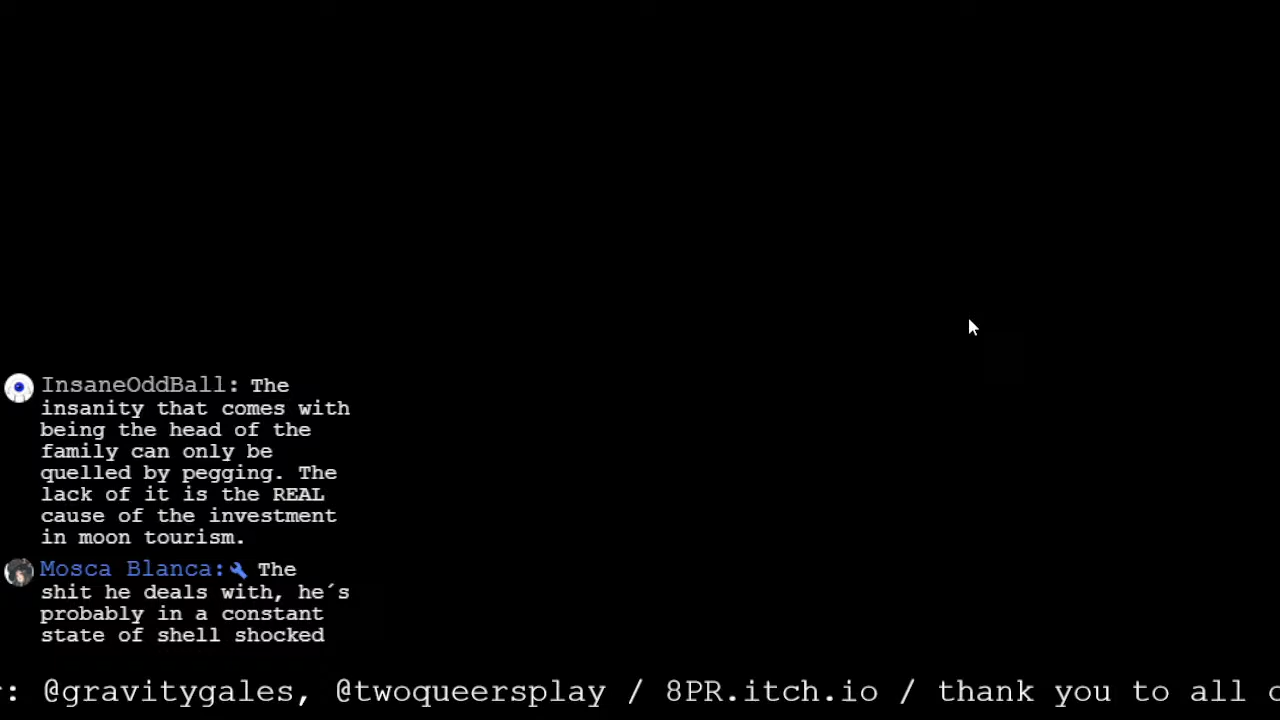 InsaneOddBall: The
insanity that comes with
being the head of the
family can only be
quelled by pegging. The
lack of it is the REAL
cause of the investment
in moon tourism.
Mosca Blanca: The
shit he deals with, he´s
probably in a constant
state of shell shocked
: @gravitygales, @twoqueersplay / 8PR.itch.io / thank you to all